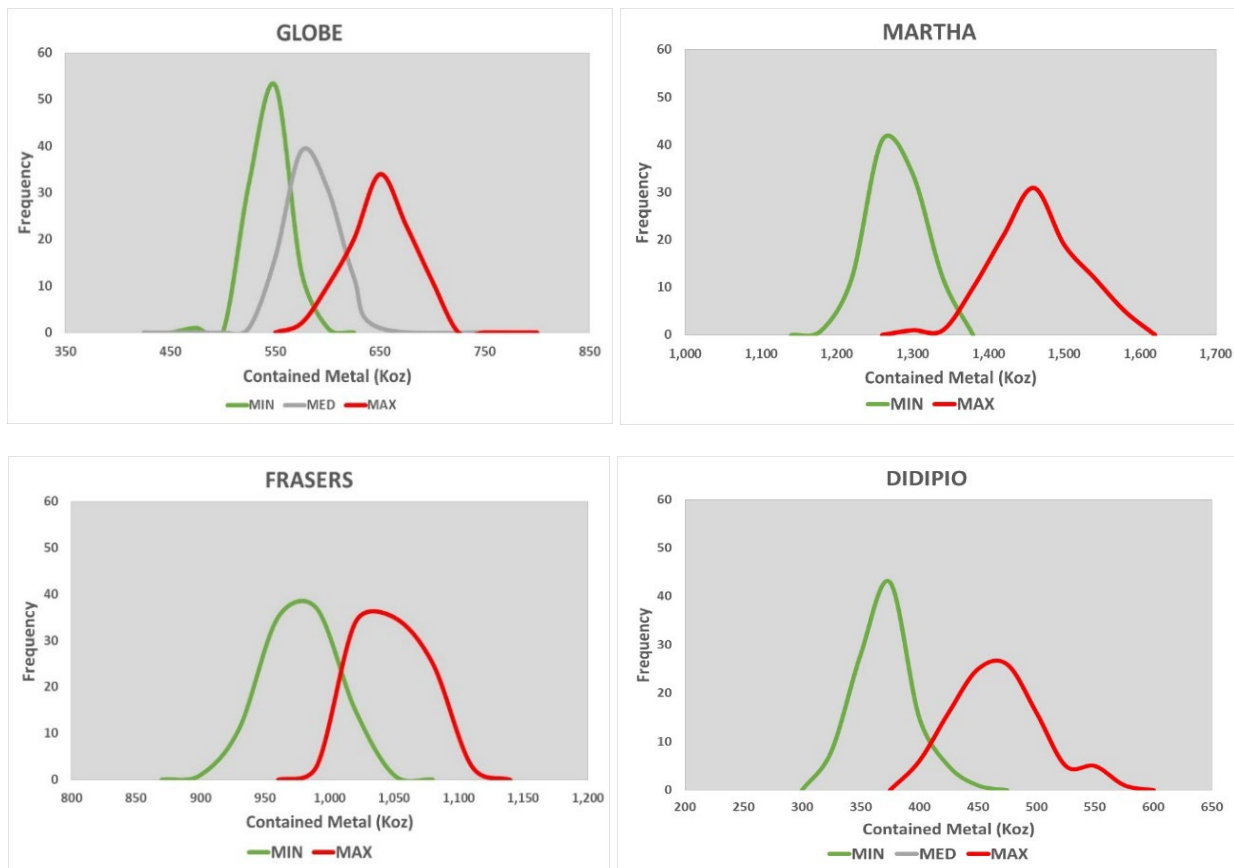 GLOBE
60
50
40
30
20
10
0
Frequency
350 450 550 650 750 850
Contained Metal (Koz)
MIN MED MAX
MARTHA
60
50
40
30
20
10
0
Frequency
1,000 1,100 1,200 1,300 1,400 1,500 1,600 1,700
Contained Metal (Koz)
MIN MAX
FRASERS
60
50
40
30
20
10
0
Frequency
800 850 900 950 1,000 1,050 1,100 1,150 1,200
Contained Metal (Koz)
MIN MAX
DIDIPIO
60
50
40
30
20
10
0
Frequency
200 250 300 350 400 450 500 550 600 650
Contained Metal (Koz)
MIN MED MAX